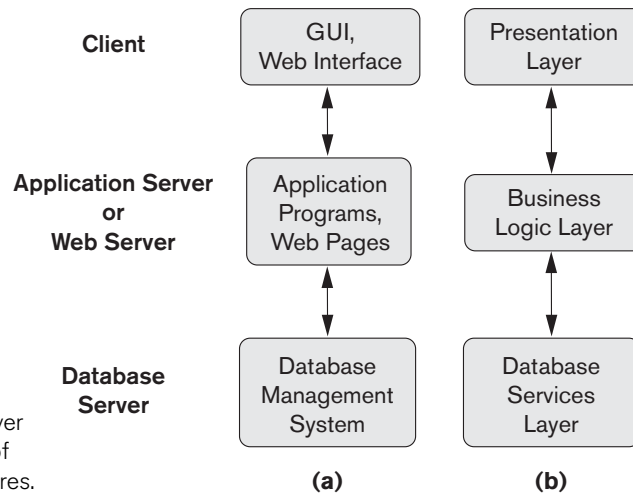 Client
GUI,
Web Interface
Presentation
Layer
Application Server
or
Web Server
Application
Programs,
Web Pages
Business
Logic Layer
Database
Server
Database
Management
System
Database
Services
Layer
of
(a)
(b)